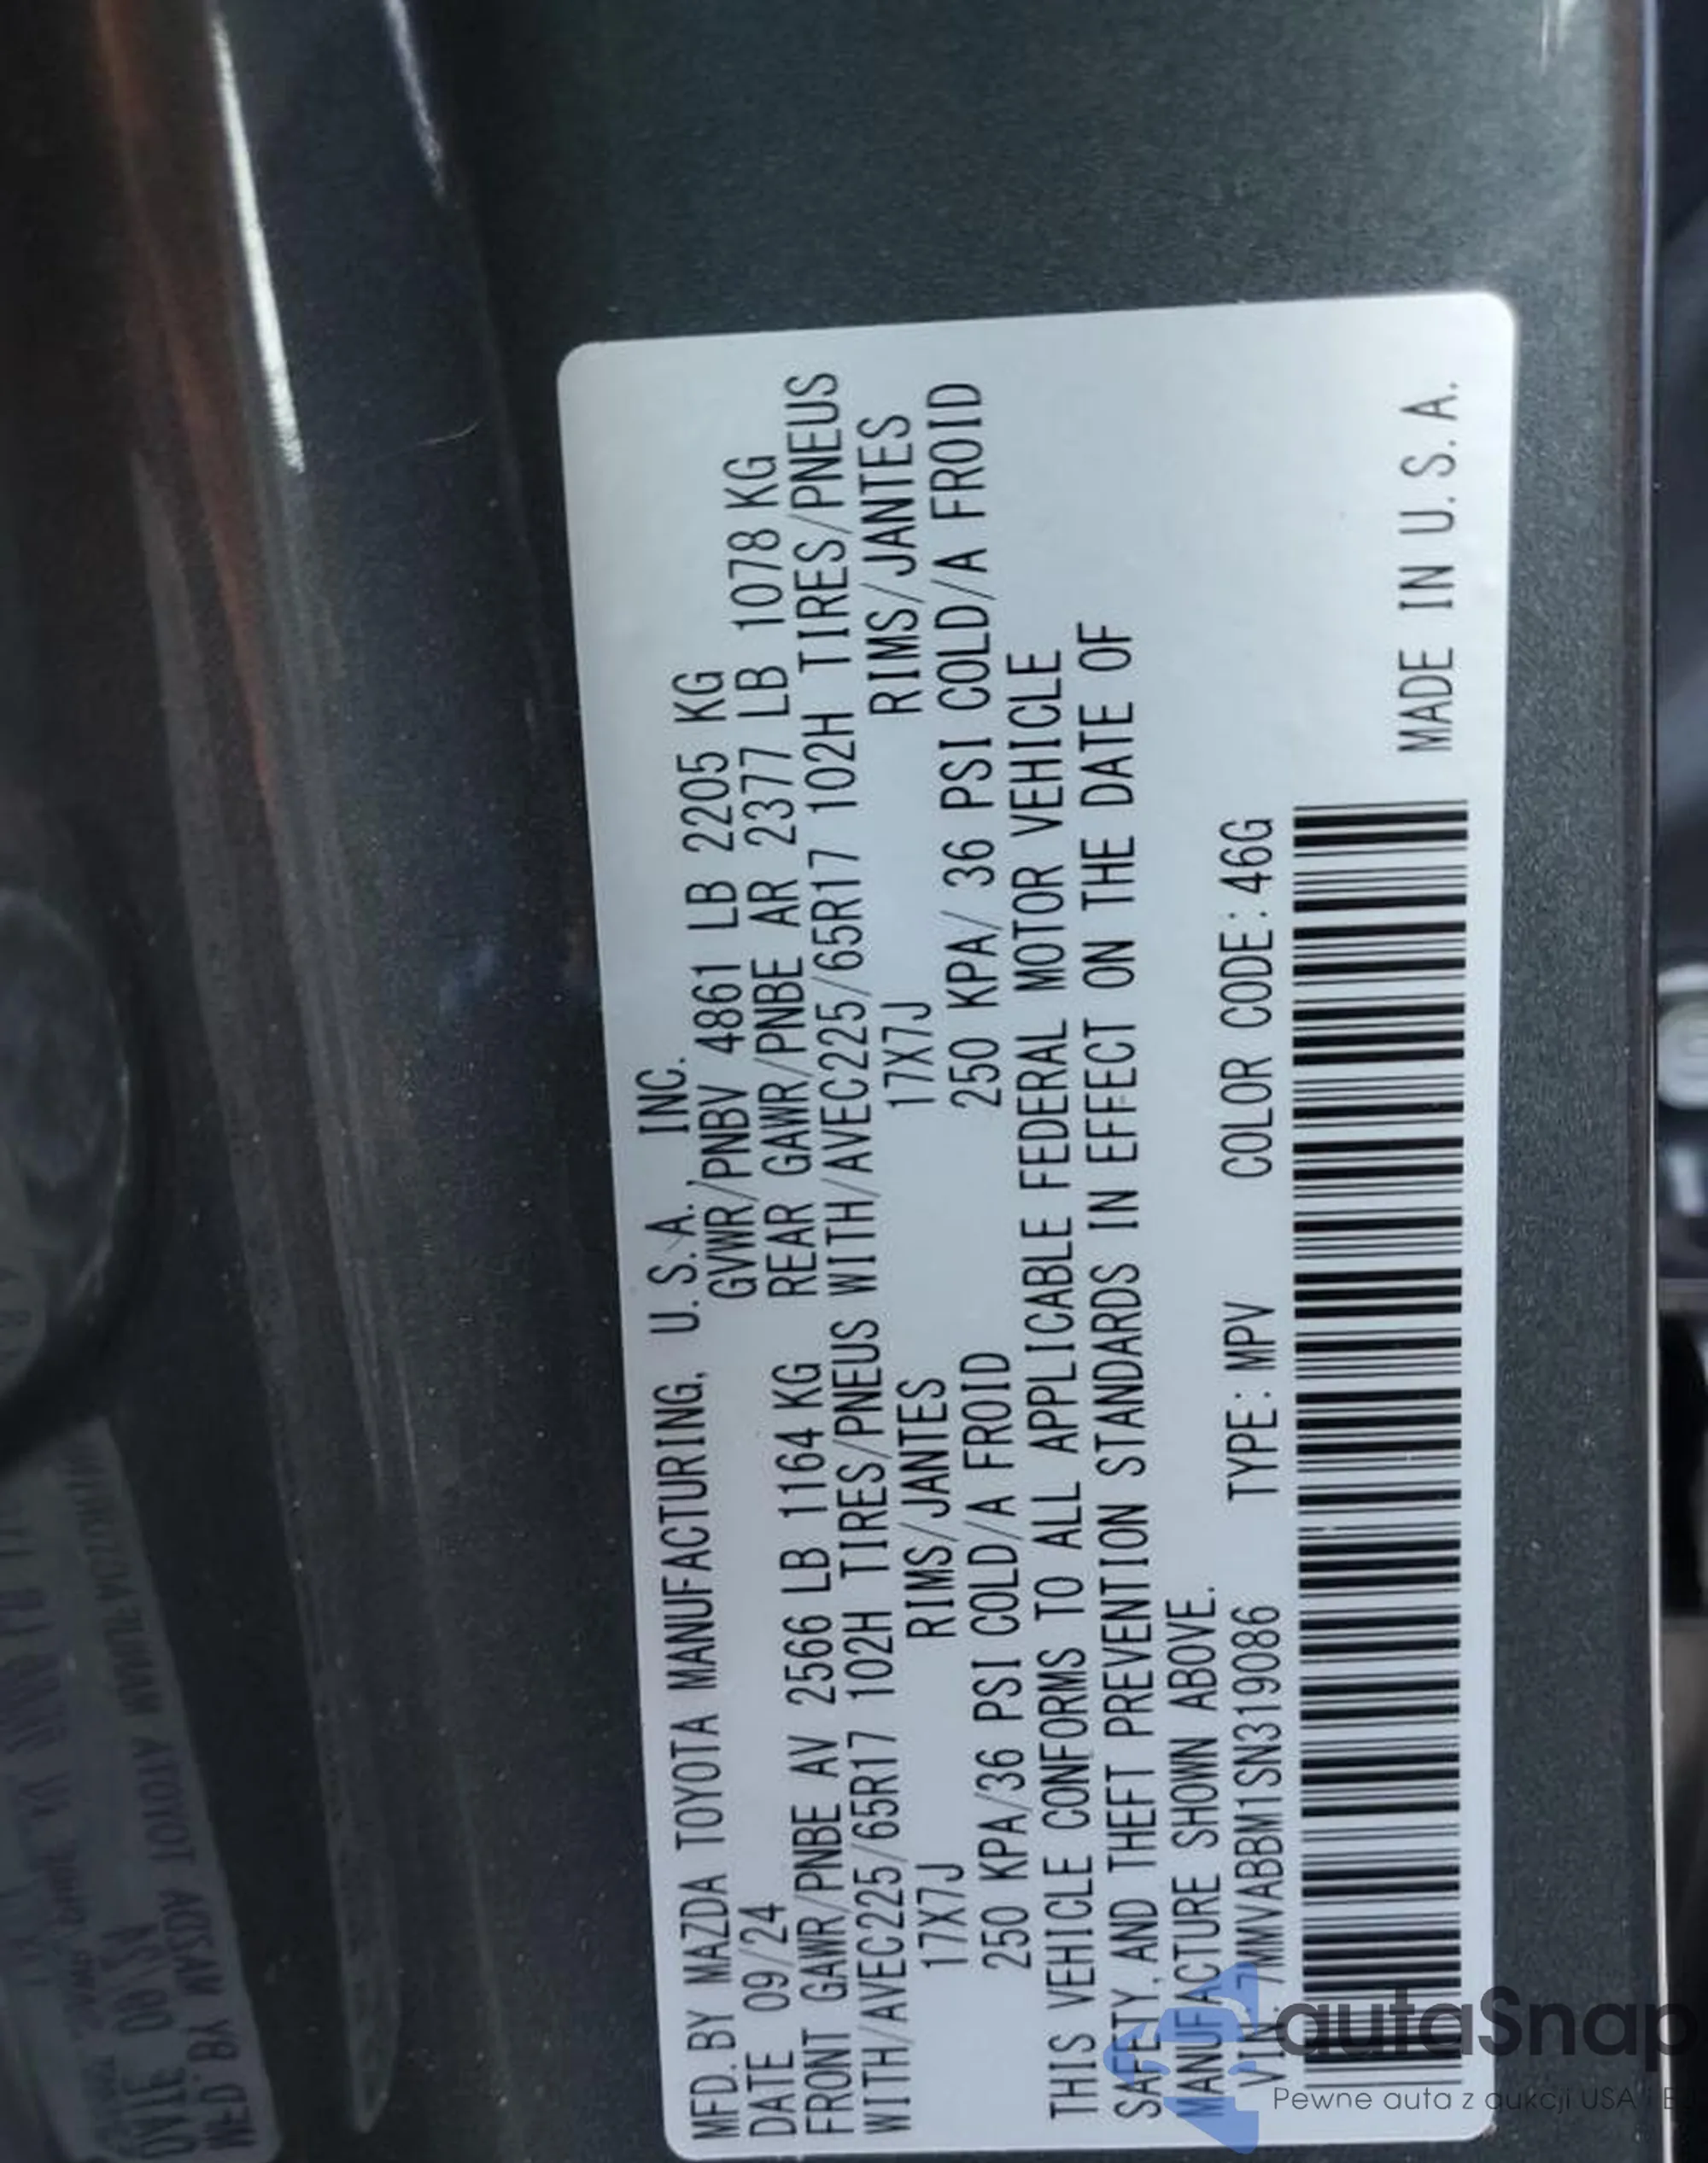 MFD.BY MAZDA TOYOTA MANUFACTURING, U.S.A. INC.
DATE 09/24 GVWR/PNBV 4861 LB 2205 KG
FRONT GAWR/PNBE AV 2566 LB 1164 KG REAR GAWR/PNBE AR 2377 LB 1078 KG
WITH/AVEC225/65R17 102H TIRES/PNEUS WITH/AVEC225/65R17 102H TIRES/PNEUS
17X7J RIMS/JANTES 17X7J RIMS/JANTES
250 KPA/36 PSI COLD/A FROID 250 KPA/ 36 PSI COLD/A FROID
THIS VEHICLE CONFORMS TO ALL APPLICABLE FEDERAL MOTOR VEHICLE
SAFETY, AND THEFT PREVENTION STANDARDS IN EFFECT ON THE DATE OF
MANUFACTURE SHOWN ABOVE.
VIN: 7MMVABBM1SN319086 TYPE: MPV COLOR CODE: 46G
MADE IN U.S.A.
autaSnap
Pewne auta z aukcji USA i